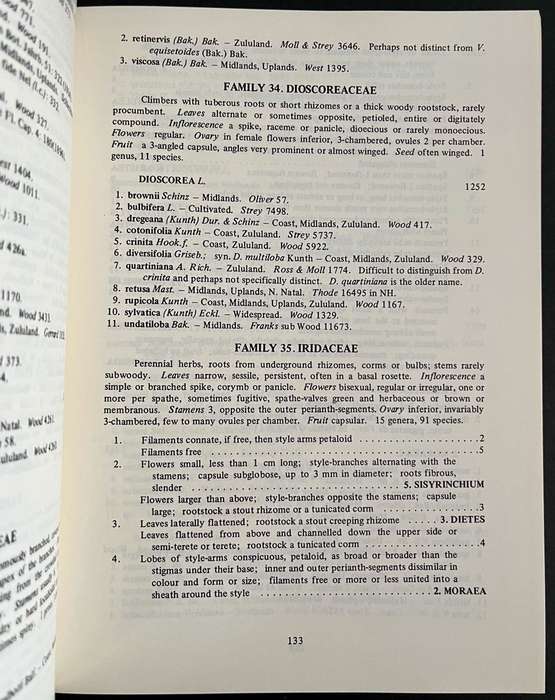 2. retinervis (Bak.) Bak. – Zululand. Moll & Strey 3646. Perhaps not distinct from V.
equisetoides (Bak.) Bak.
3. viscosa (Bak.) Bak. – Midlands, Uplands. West 1395.
FAMILY 34. DIOSCOREACEAE
Climbers with tuberous roots or short rhizomes or a thick woody rootstock, rarely
procumbent. Leaves alternate or sometimes opposite, petioled, entire or digitately
compound. Inflorescence a spike, raceme or panicle, dioecious or rarely monoecious.
Flowers regular. Ovary in female flowers inferior, 3-chambered, ovules 2 per chamber.
Fruit a 3-angled capsule, angles very prominent or almost winged. Seed often winged. 1
genus, 11 species.
DIOSCOREA L. 1252
1. brownii Schinz – Midlands. Oliver 57.
2. bulbifera L. – Cultivated. Strey 7498.
3. dregeana (Kunth) Dur. & Schinz – Coast, Midlands, Zululand. Wood 417.
4. cotonifolia Kunth – Coast, Zululand. Strey 5737.
5. crinita Hook.f. – Coast, Zululand. Wood 5922.
6. diversifolia Griseb.; syn. D. multiloba Kunth – Coast, Midlands, Zululand. Wood 329.
7. quartiniana A. Rich. – Zululand. Ross & Moll 1774. Difficult to distinguish from D.
crinita and perhaps not specifically distinct. D. quartiniana is the older name.
8. retusa Mast. – Midlands, Uplands, N. Natal. Thode 16495 in NH.
9. rupicola Kunth – Coast, Midlands, Uplands, Zululand. Wood 1167.
10. sylvatica (Kunth) Eckl. – Widespread. Wood 1329.
11. undatiloba Bak. – Midlands. Franks sub Wood 11673.
FAMILY 35. IRIDACEAE
Perennial herbs, roots from underground rhizomes, corms or bulbs; stems rarely
subwoody. Leaves narrow, sessile, persistent, often in a basal rosette. Inflorescence a
simple or branched spike, corymb or panicle. Flowers bisexual, regular or irregular, one or
more per spathe, sometimes fugitive, spathe-valves green and herbaceous or brown or
membranous. Stamens 3, opposite the outer perianth-segments. Ovary inferior, invariably
3-chambered, few to many ovules per chamber. Fruit capsular. 15 genera, 91 species.
1. Filaments connate, if free, then style arms petaloid ...................2
Filaments free ...................5
2. Flowers small, less than 1 cm long; style-branches alternating with the
stamens; capsule subglobose, up to 3 mm in diameter; roots fibrous,
slender ................... 5. SISYRINCHIUM
Flowers larger than above; style-branches opposite the stamens; capsule
large; rootstock a stout rhizome or a tunicated corm ...................3
3. Leaves laterally flattened; rootstock a stout creeping rhizome ...... 3. DIETES
Leaves flattened from above and channelled down the upper side or
semi-terete or terete; rootstock a tunicated corm ...................4
4. Lobes of style-arms conspicuous, petaloid, as broad or broader than the
stigmas under their base; inner and outer perianth-segments dissimilar in
colour and form or size; filaments free or more or less united into a
sheath around the style ................... 2. MORAEA
133